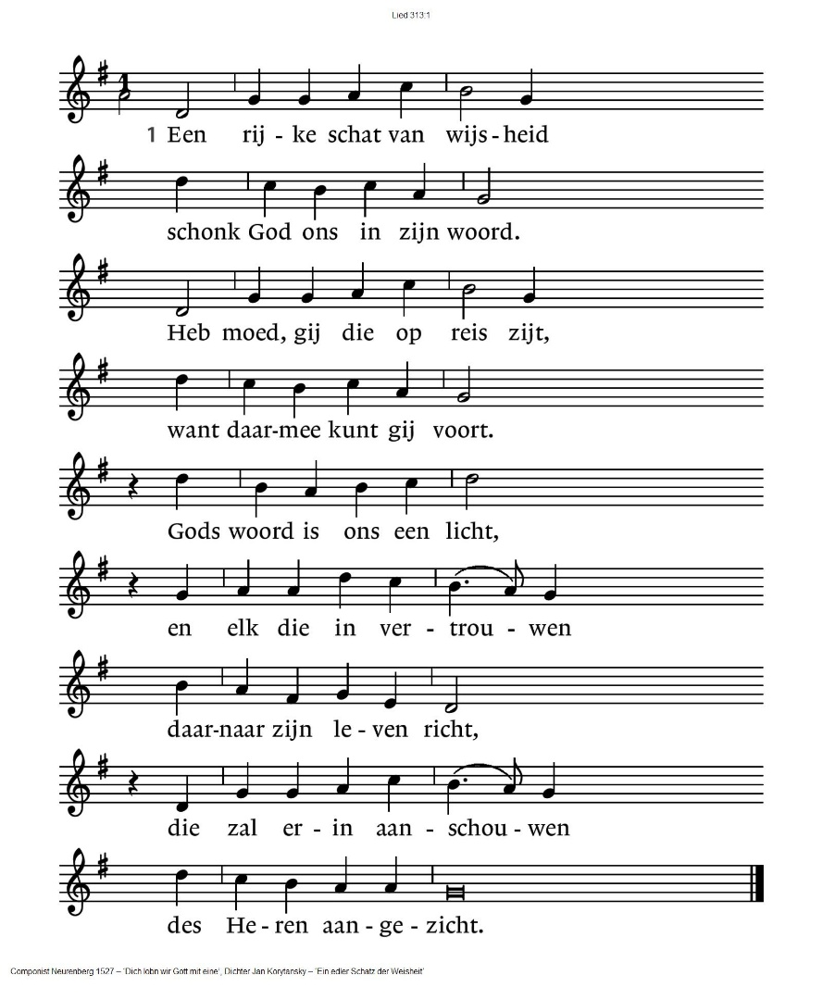 Lied 313:1
1
1 Een rij - ke schat van wijs - heid
schonk God ons in zijn woord.
Heb moed, gij die op reis zijt,
want daar-mee kunt gij voort.
Gods woord is ons een licht,
en elk die in ver - trou - wen
daar-naar zijn le - ven richt,
die zal er - in aan - schou - wen
des He - ren aan - ge - zicht.
Componist Neurenberg 1527 – 'Dich lobn wir Gott mit eine', Dichter Jan Korytansky – 'Ein edler Schatz der Weisheit'